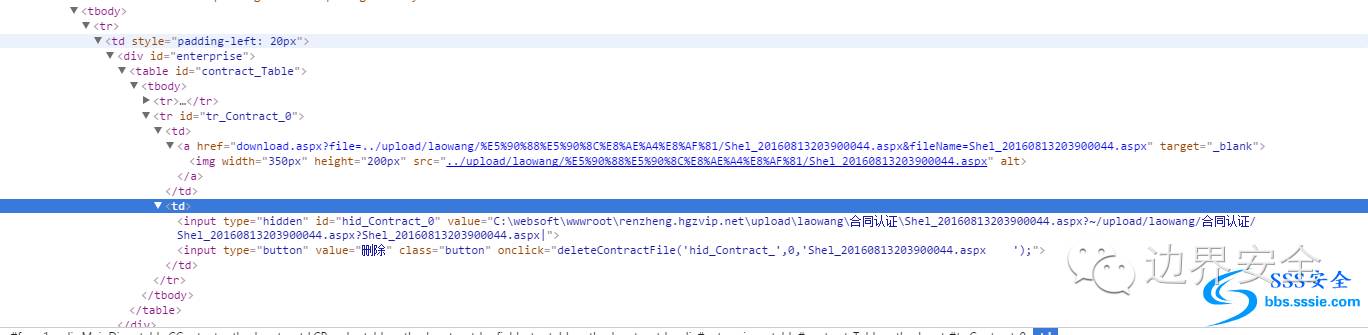 ▼<tbody>
▼<tr>
▼<td style="padding-left: 20px">
▼<div id="enterprise">
▼<table id="contract_Table">
▼<tbody>
▶<tr>…</tr>
▼<tr id="tr_Contract_0">
▼<td>
▼<a href="download.aspx?file=../upload/laowang/%E5%90%88%E5%90%8C%E8%AE%A4%E8%AF%81/Shel_20160813203900044.aspx&fileName=Shel_20160813203900044.aspx" target="_blank">
<img width="350px" height="200px" src="../upload/laowang/%E5%90%88%E5%90%8C%E8%AE%A4%E8%AF%81/Shel_20160813203900044.aspx" alt>
</a>
</td>
▼<td>
<input type="hidden" id="hid_Contract_0" value="C:\websoft\wwwroot\renzheng.hgzvip.net\upload\laowang\合同认证\Shel_20160813203900044.aspx?~/upload/laowang/合同认证/
Shel_20160813203900044.aspx?Shel_20160813203900044.aspx|">
<input type="button" value="删除" class="button" onclick="deleteContractFile('hid_Contract_',0,'Shel_20160813203900044.aspx    ');">
</td>
</tr>
</tbody>
</table>
</div>
边界安全
SSS安全
bbs.sssie.com
td